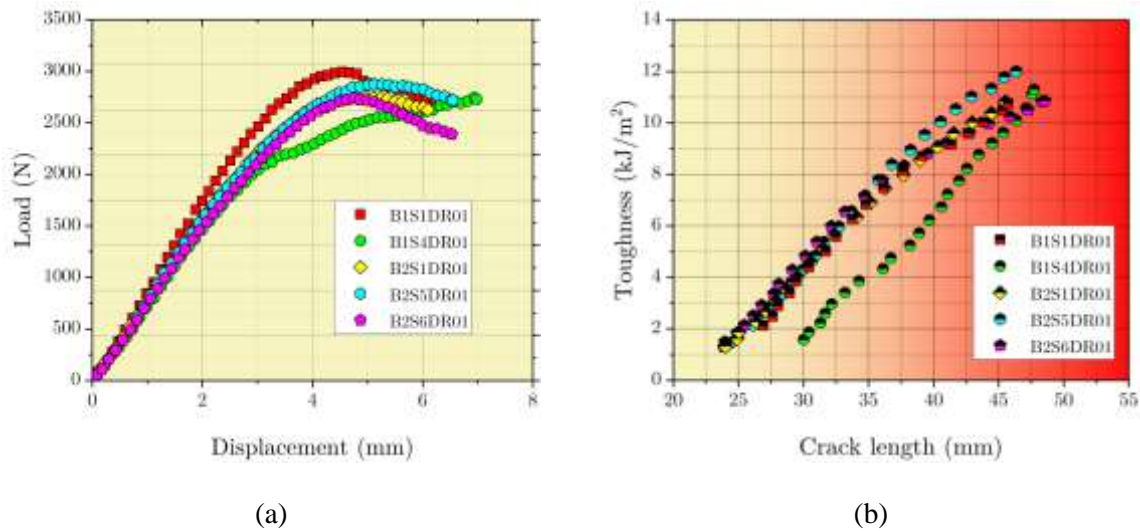 3500
3000
2500
2000
1500
1000
500
0
Load (N)
B1S1DR01
B1S4DR01
B2S1DR01
B2S5DR01
B2S6DR01
0 2 4 6 8
Displacement (mm)
(a)
14
12
10
8
6
4
2
0
Toughness (kJ/m²)
B1S1DR01
B1S4DR01
B2S1DR01
B2S5DR01
B2S6DR01
20 25 30 35 40 45 50 55
Crack length (mm)
(b)